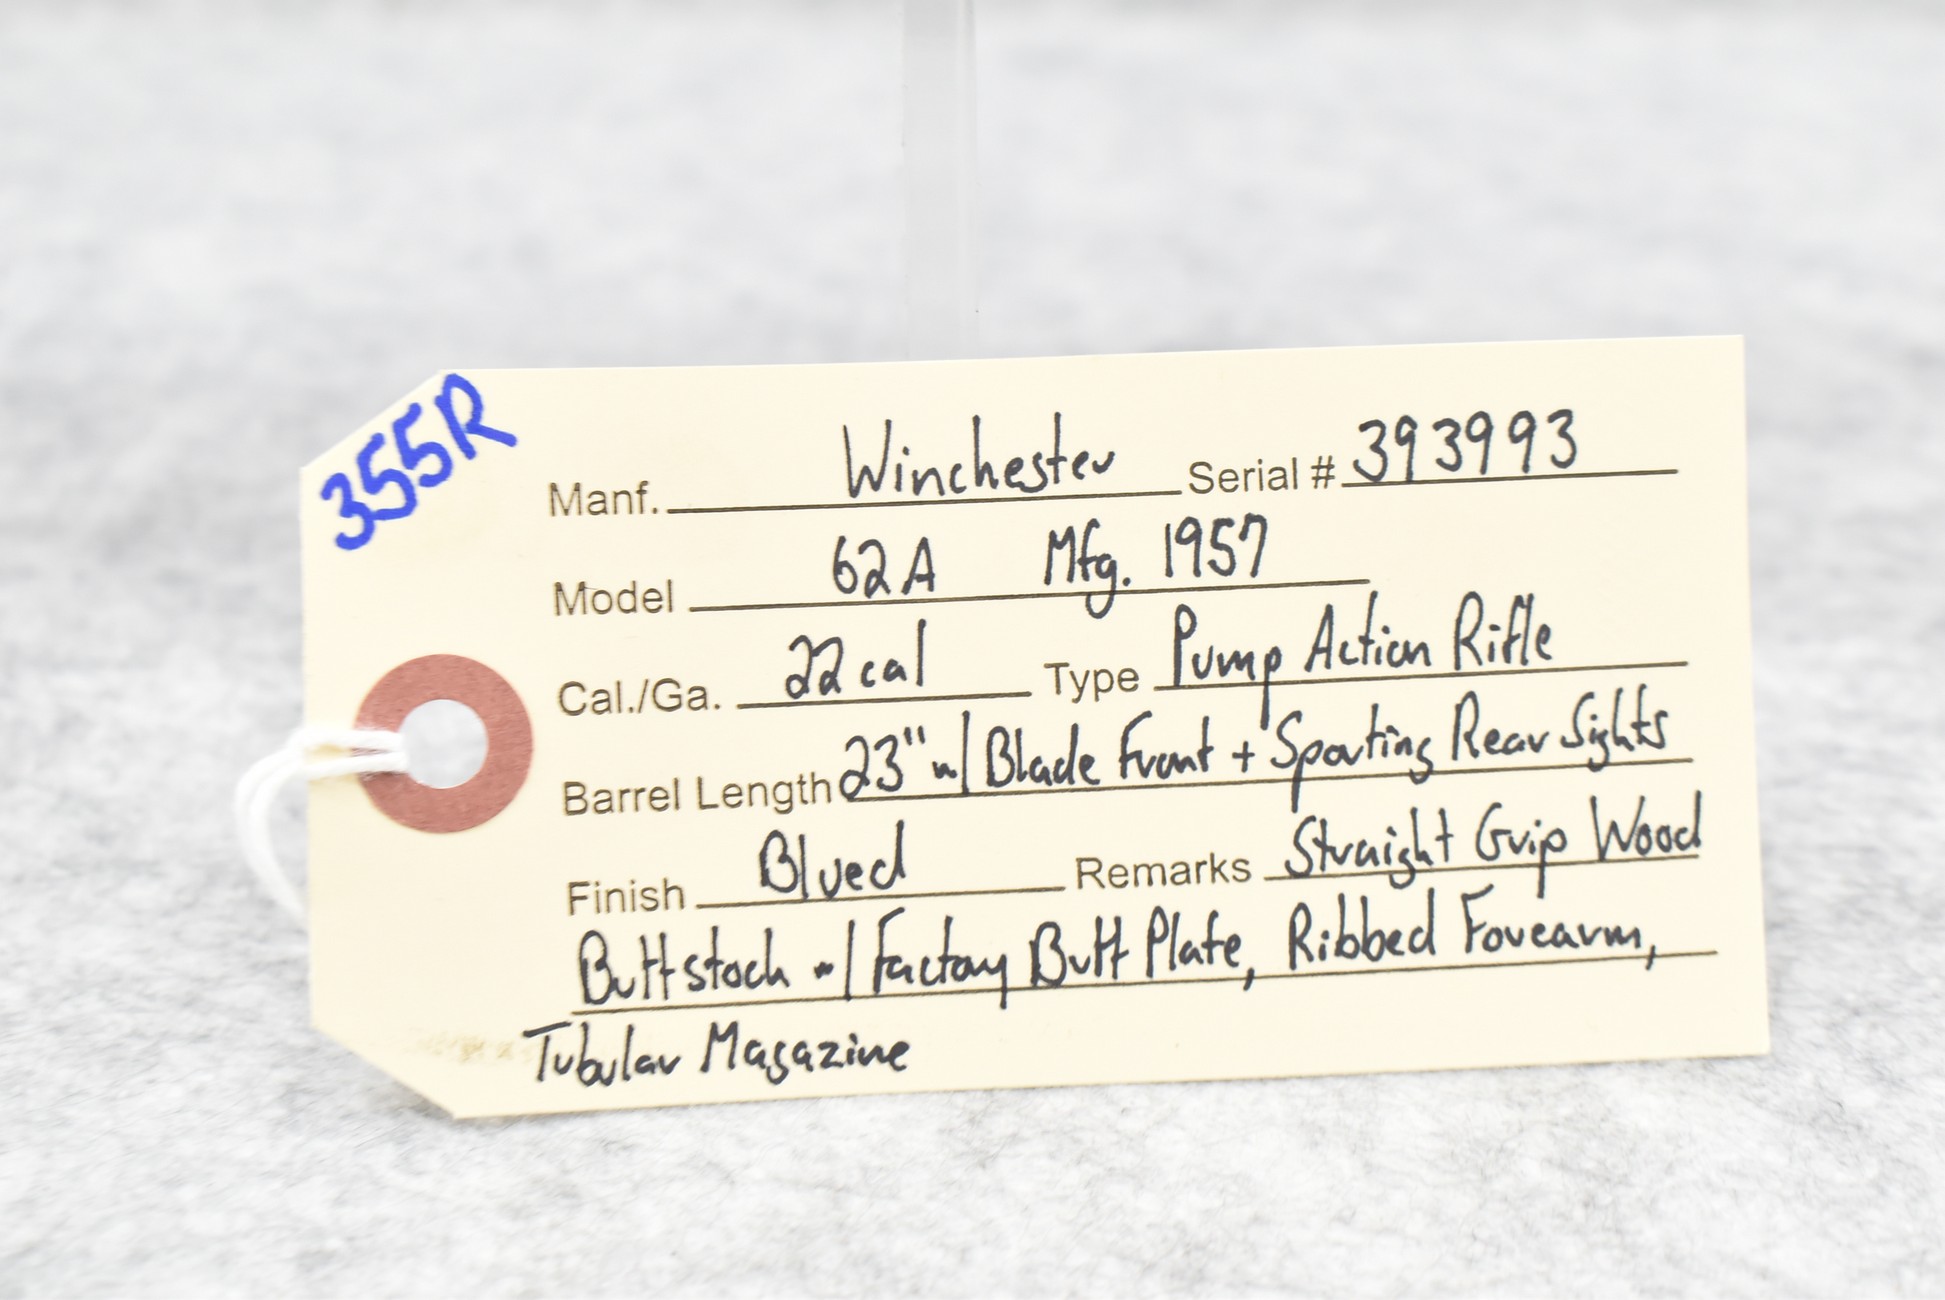 355R
Manf. Winchester Serial # 393993
Model 62A Mfg. 1957
Cal./Ga. 22 cal Type Pump Action Rifle
Barrel Length 23" w/ Blade Front + Sporting Rear Sights
Finish Blued Remarks Straight Grip Wood
Buttstock w/ Factory Butt Plate, Ribbed Forearm,
Tubular Magazine